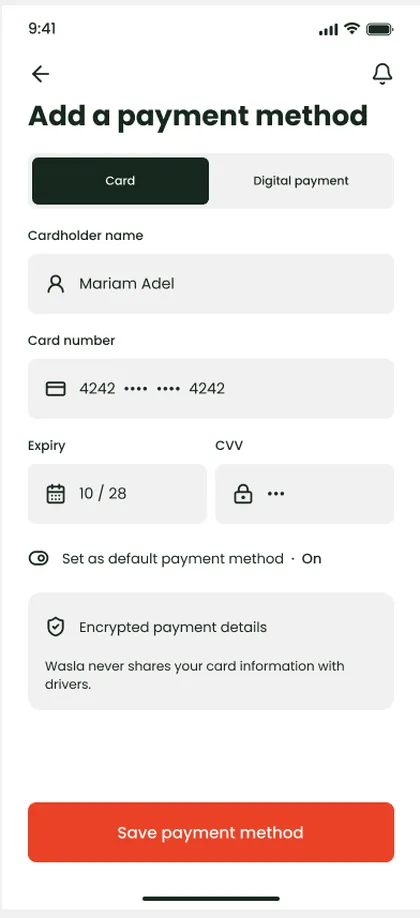 9:41
Add a payment method
Card
Digital payment
Cardholder name
Mariam Adel
Card number
4242 •••• •••• 4242
Expiry
CVV
10 / 28
•••
Set as default payment method · On
Encrypted payment details
Wasla never shares your card information with
drivers.
Save payment method